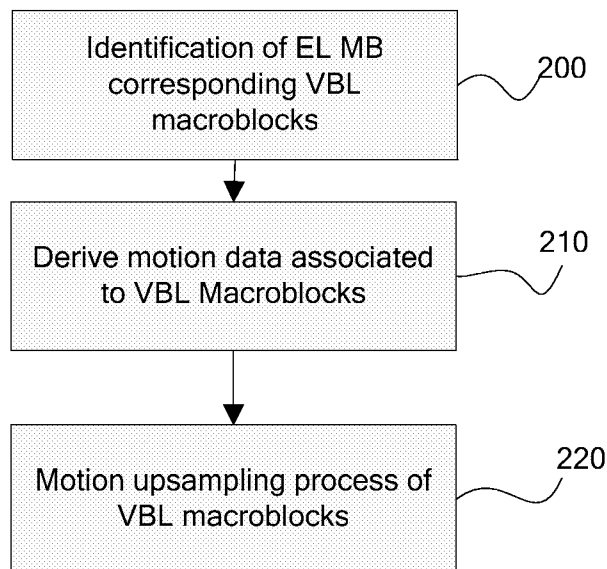 Identification of EL MB
corresponding VBL
macroblocks
200
Derive motion data associated
to VBL Macroblocks
210
Motion upsampling process of
VBL macroblocks
220